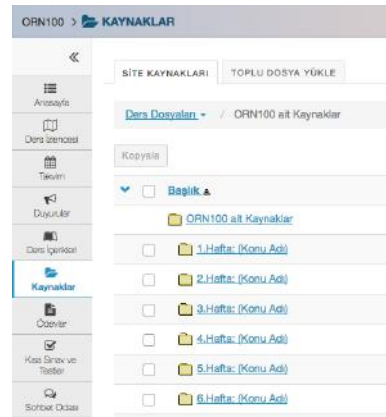 ORN100 > KAYNAKLAR
«
SİTE KAYNAKLARI TOPLU DOSYA YÜKLE
Anasayfa
Ders Dosyaları / ORN100 ait Kaynaklar
Ders İzlencesi
Kopyala
Takvim
Başlık
Duyurular
ORN100 ait Kaynaklar
Ders İçerikleri
1.Hafta: (Konu Adı)
Kaynaklar
2.Hafta: (Konu Adı)
3.Hafta: (Konu Adı)
Ödevler
4.Hafta: (Konu Adı)
Kısa Sınav ve
Testler
5.Hafta: (Konu Adı)
Sohbet Odası
6.Hafta: (Konu Adı)